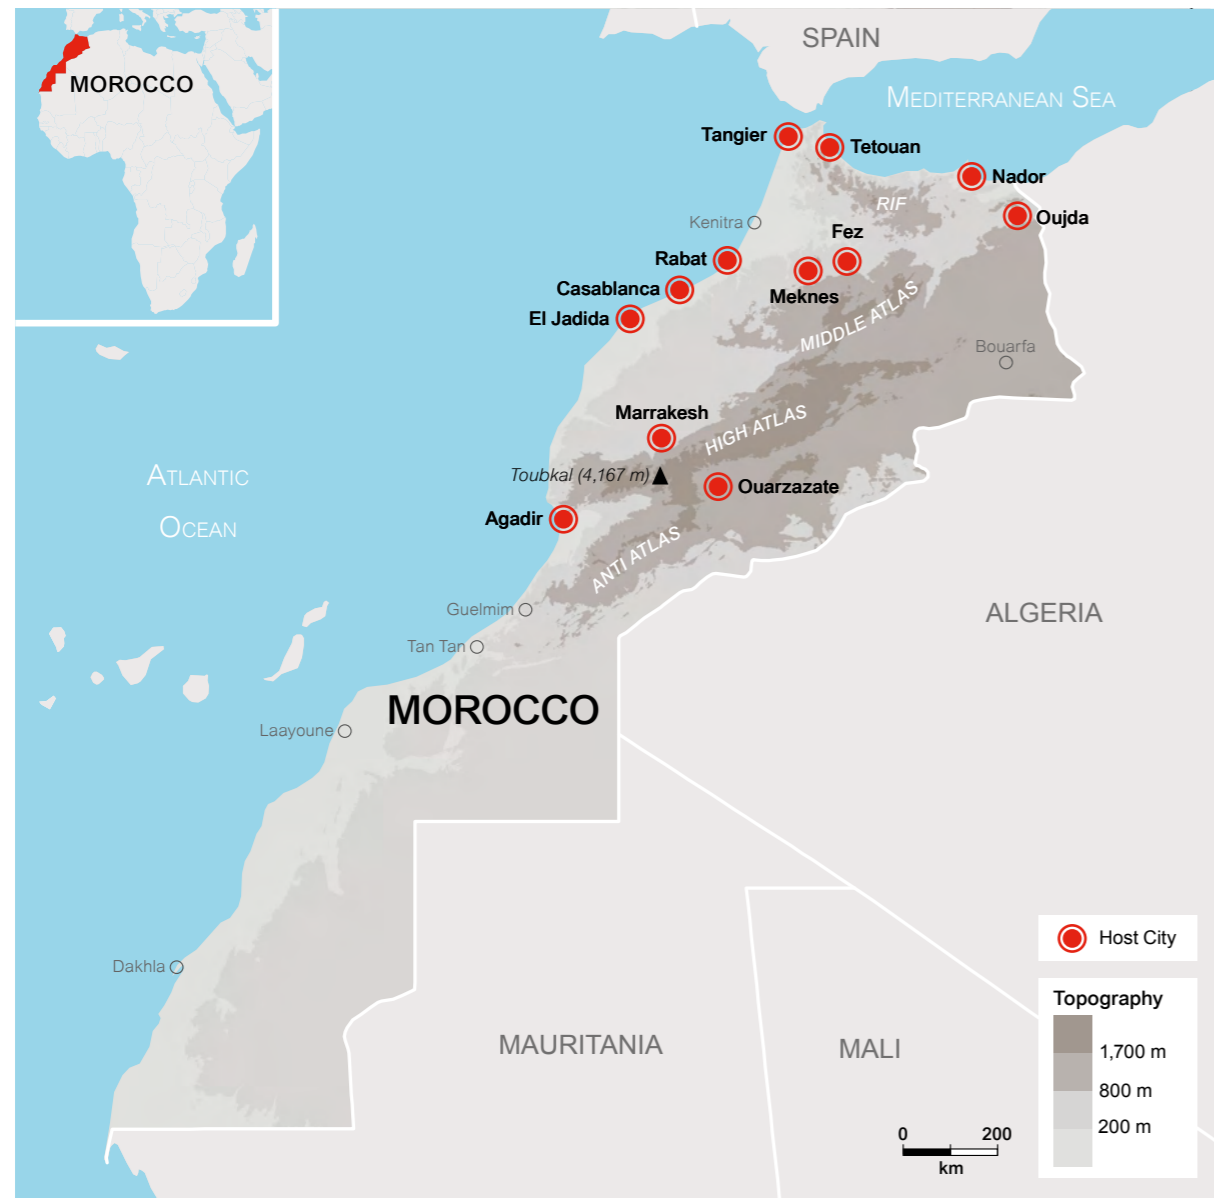 MOROCCO
SPAIN
MEDITERRANEAN SEA
Tangier
Tetouan
Nador
RIF
Oujda
Kenitra
Fez
Rabat
Meknes
Casablanca
El Jadida
MIDDLE ATLAS
Bouarfa
Marrakesh
HIGH ATLAS
Toubkal (4,167 m)
Ouarzazate
ATLANTIC
OCEAN
Agadir
ANTI ATLAS
Guelmim
ALGERIA
Tan Tan
MOROCCO
Laayoune
Dakhla
MAURITANIA
MALI
Host City
Topography
1,700 m
800 m
200 m
0 200
km